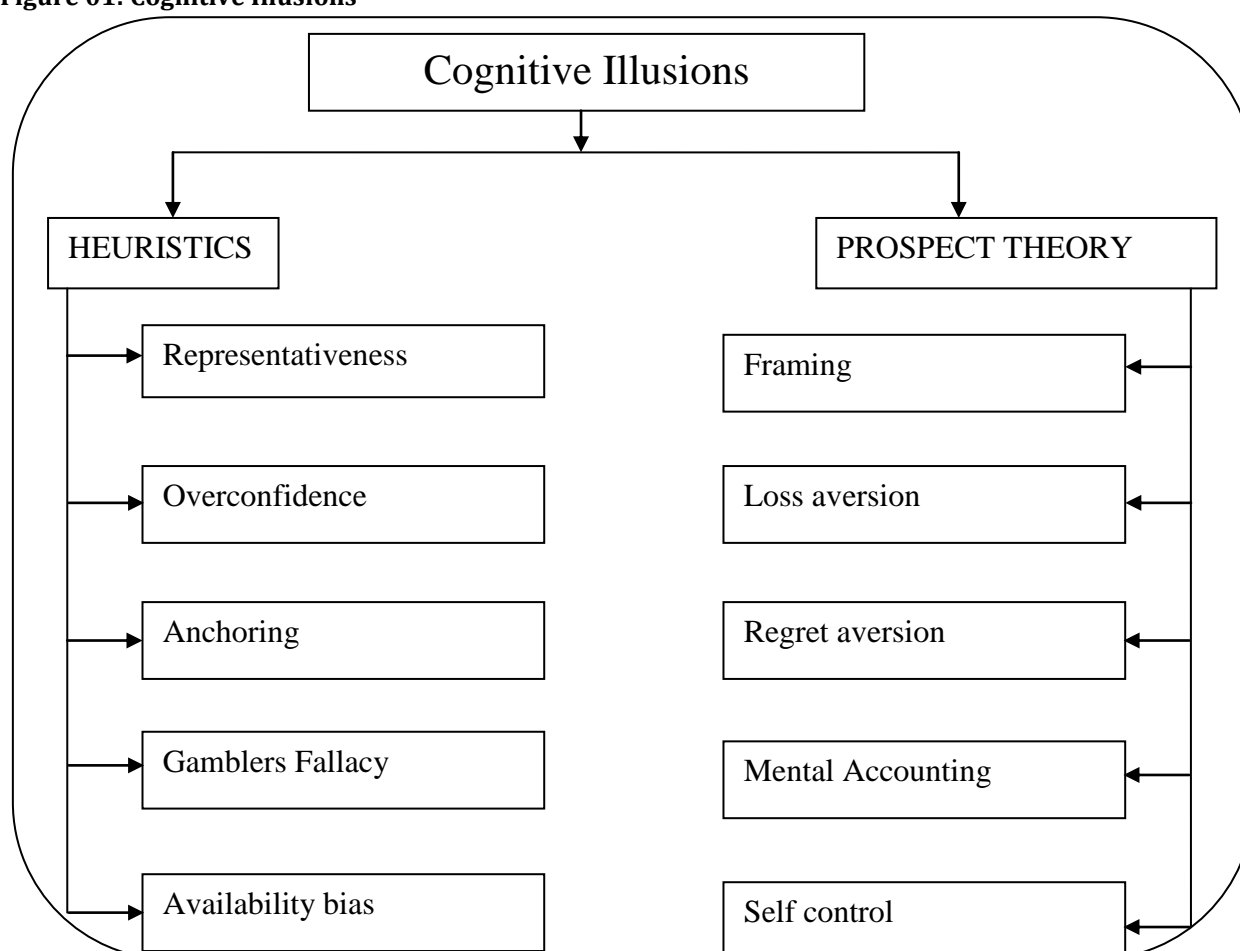 Figure 01: Cognitive Illusions
Cognitive Illusions
HEURISTICS
PROSPECT THEORY
Representativeness
Framing
Overconfidence
Loss aversion
Anchoring
Regret aversion
Gamblers Fallacy
Mental Accounting
Availability bias
Self control